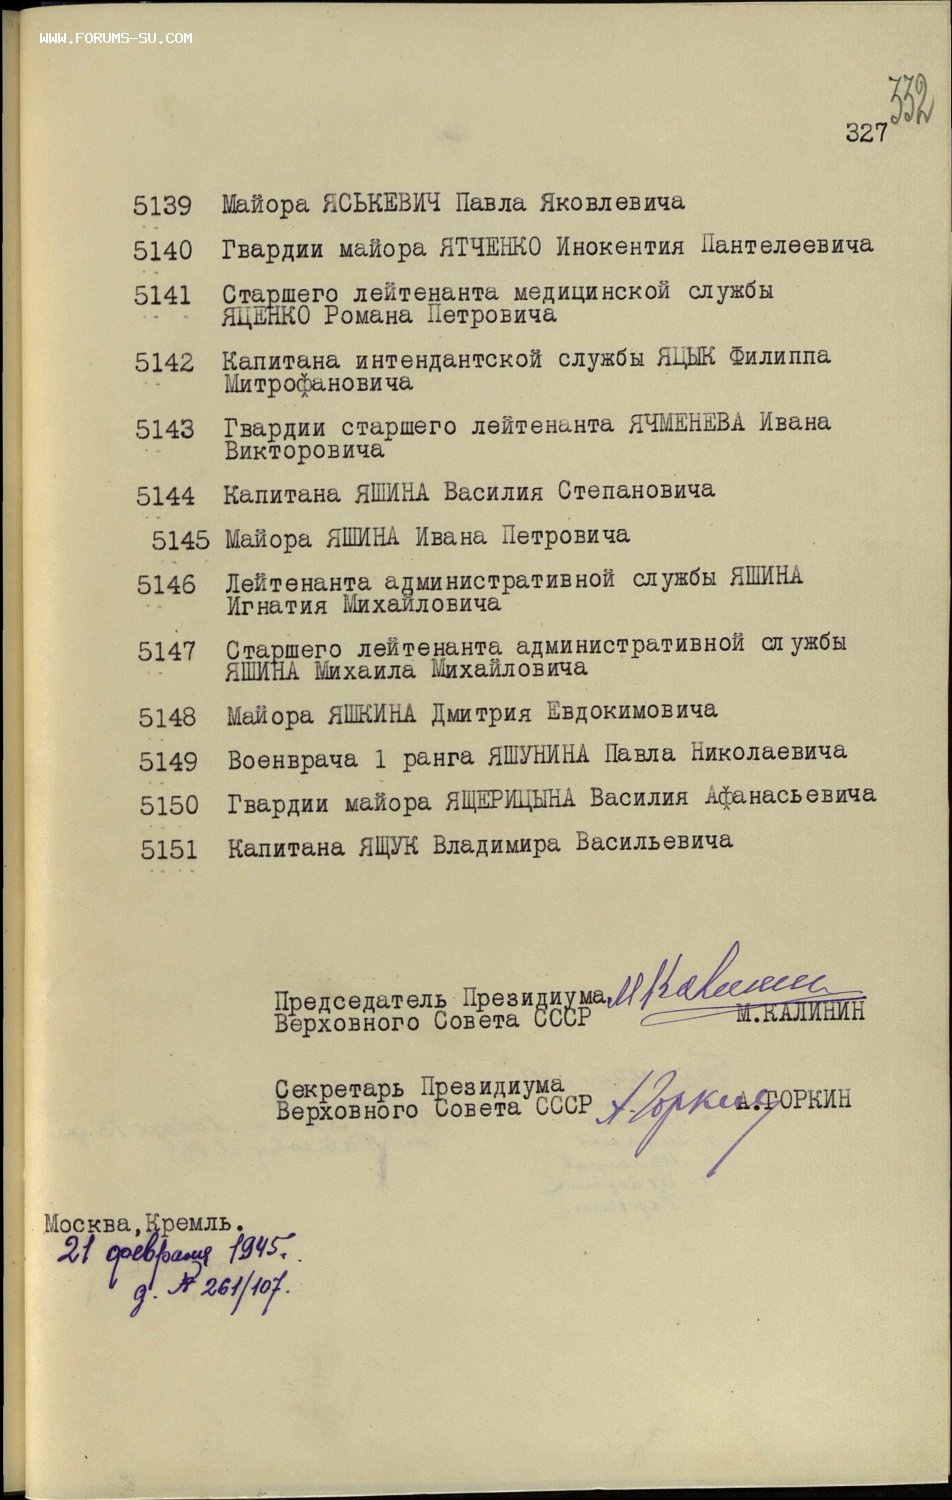 WWW.FORUMS-SU.COM
332
327
5139 Майора ЯСЬКЕВИЧ Павла Яковлевича
5140 Гвардии майора ЯТЧЕНКО Инокентия Пантелеевича
5141 Старшего лейтенанта медицинской службы
ЯЦЕНКО Романа Петровича
5142 Капитана интендантской службы ЯЦЫК Филиппа
Митрофановича
5143 Гвардии старшего лейтенанта ЯЧМЕНЕВА Ивана
Викторовича
5144 Капитана ЯШИНА Василия Степановича
5145 Майора ЯШИНА Ивана Петровича
5146 Лейтенанта административной службы ЯШИНА
Игнатия Михайловича
5147 Старшего лейтенанта административной службы
ЯШИНА Михаила Михайловича
5148 Майора ЯШКИНА Дмитрия Евдокимовича
5149 Военврача 1 ранга ЯШУНИНА Павла Николаевича
5150 Гвардии майора ЯЩЕРИЦЫНА Василия Афанасьевича
5151 Капитана ЯЩУК Владимира Васильевича
Председатель Президиума МКалинин
Верховного Совета СССР М.КАЛИНИН
Секретарь Президиума
Верховного Совета СССР А.Горкин А.ГОРКИН
Москва,Кремль.
21 февраля 1945г.
д. № 261/107.